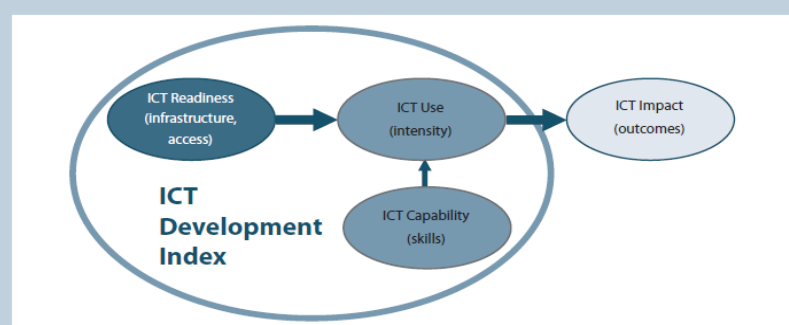 ICT Readiness
(infrastructure,
access)
ICT Use
(intensity)
ICT Impact
(outcomes)
ICT
Development
Index
ICT Capability
(skills)